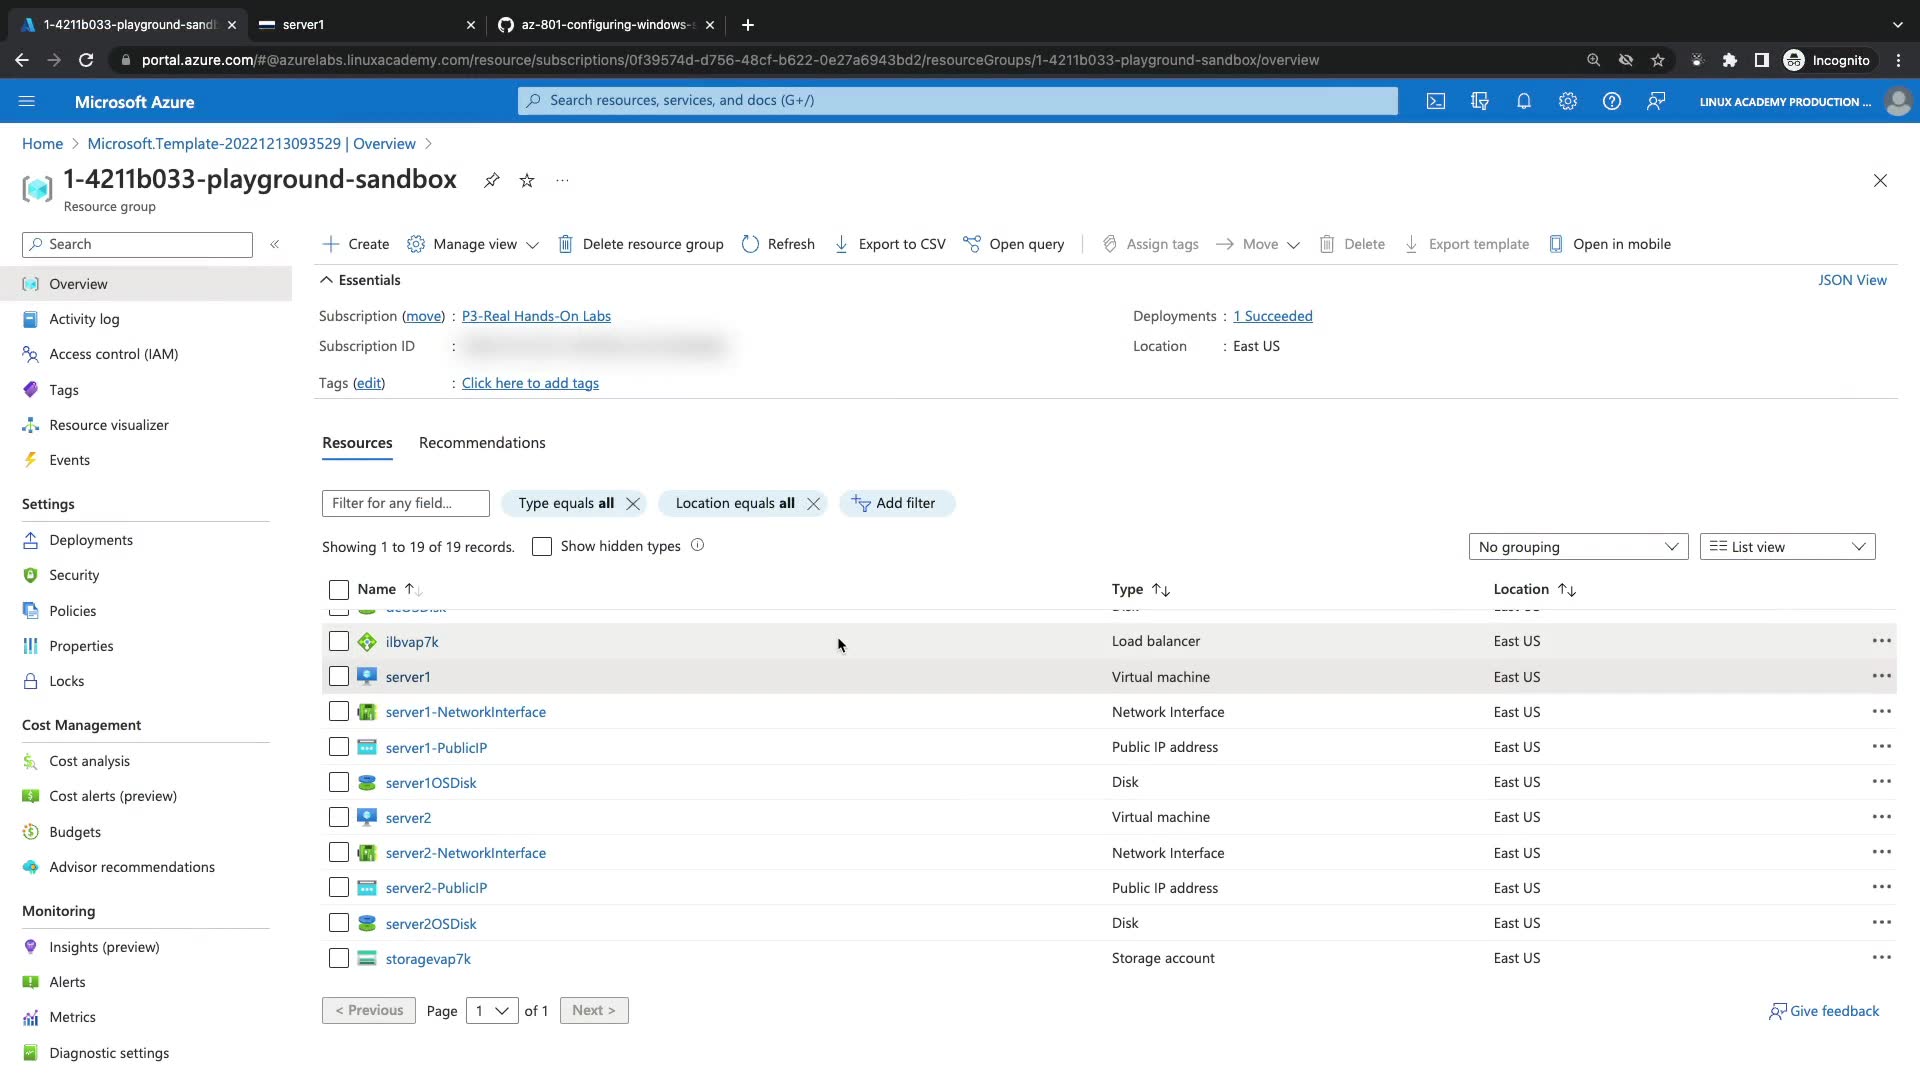 1-4211b033-playground-sandb
server1
az-801-configuring-windows-s
portal.azure.com/#@azurelabs.linuxacademy.com/resource/subscriptions/0f39574d-d756-48cf-b622-0e27a6943bd2/resourceGroups/1-4211b033-playground-sandbox/overview
Incognito
Microsoft Azure
Search resources, services, and docs (G+/)
LINUX ACADEMY PRODUCTION ...
Home > Microsoft.Template-20221213093529 | Overview >
1-4211b033-playground-sandbox
Resource group
Search
Create
Manage view
Delete resource group
Refresh
Export to CSV
Open query
Assign tags
Move
Delete
Export template
Open in mobile
Overview
Activity log
Access control (IAM)
Tags
Resource visualizer
Events
Settings
Deployments
Security
Policies
Properties
Locks
Cost Management
Cost analysis
Cost alerts (preview)
Budgets
Advisor recommendations
Monitoring
Insights (preview)
Alerts
Metrics
Diagnostic settings
Essentials
JSON View
Subscription (move) : P3-Real Hands-On Labs
Deployments : 1 Succeeded
Subscription ID :
Location : East US
Tags (edit) : Click here to add tags
Resources
Recommendations
Filter for any field...
Type equals all
Location equals all
Add filter
Showing 1 to 19 of 19 records.
Show hidden types
No grouping
List view
Name Type Location
ilbvap7k Load balancer East US
server1 Virtual machine East US
server1-NetworkInterface Network Interface East US
server1-PublicIP Public IP address East US
server1OSDisk Disk East US
server2 Virtual machine East US
server2-NetworkInterface Network Interface East US
server2-PublicIP Public IP address East US
server2OSDisk Disk East US
storagevap7k Storage account East US
< Previous
Page 1 of 1
Next >
Give feedback